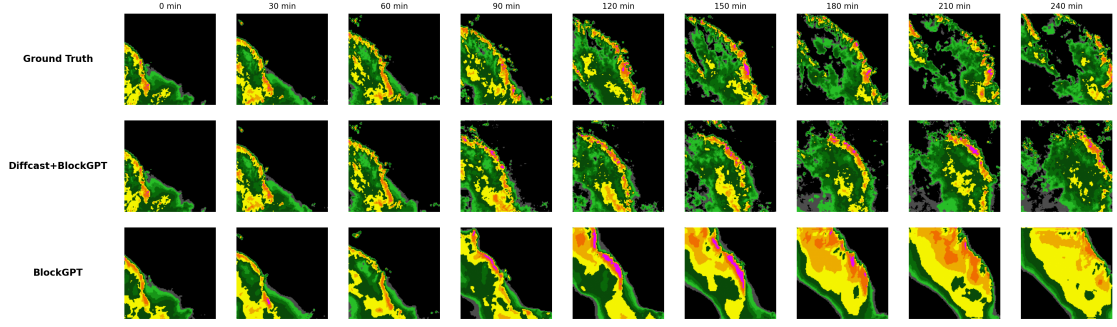 0 min 30 min 60 min 90 min 120 min 150 min 180 min 210 min 240 min
Ground Truth
Diffcast+BlockGPT
BlockGPT